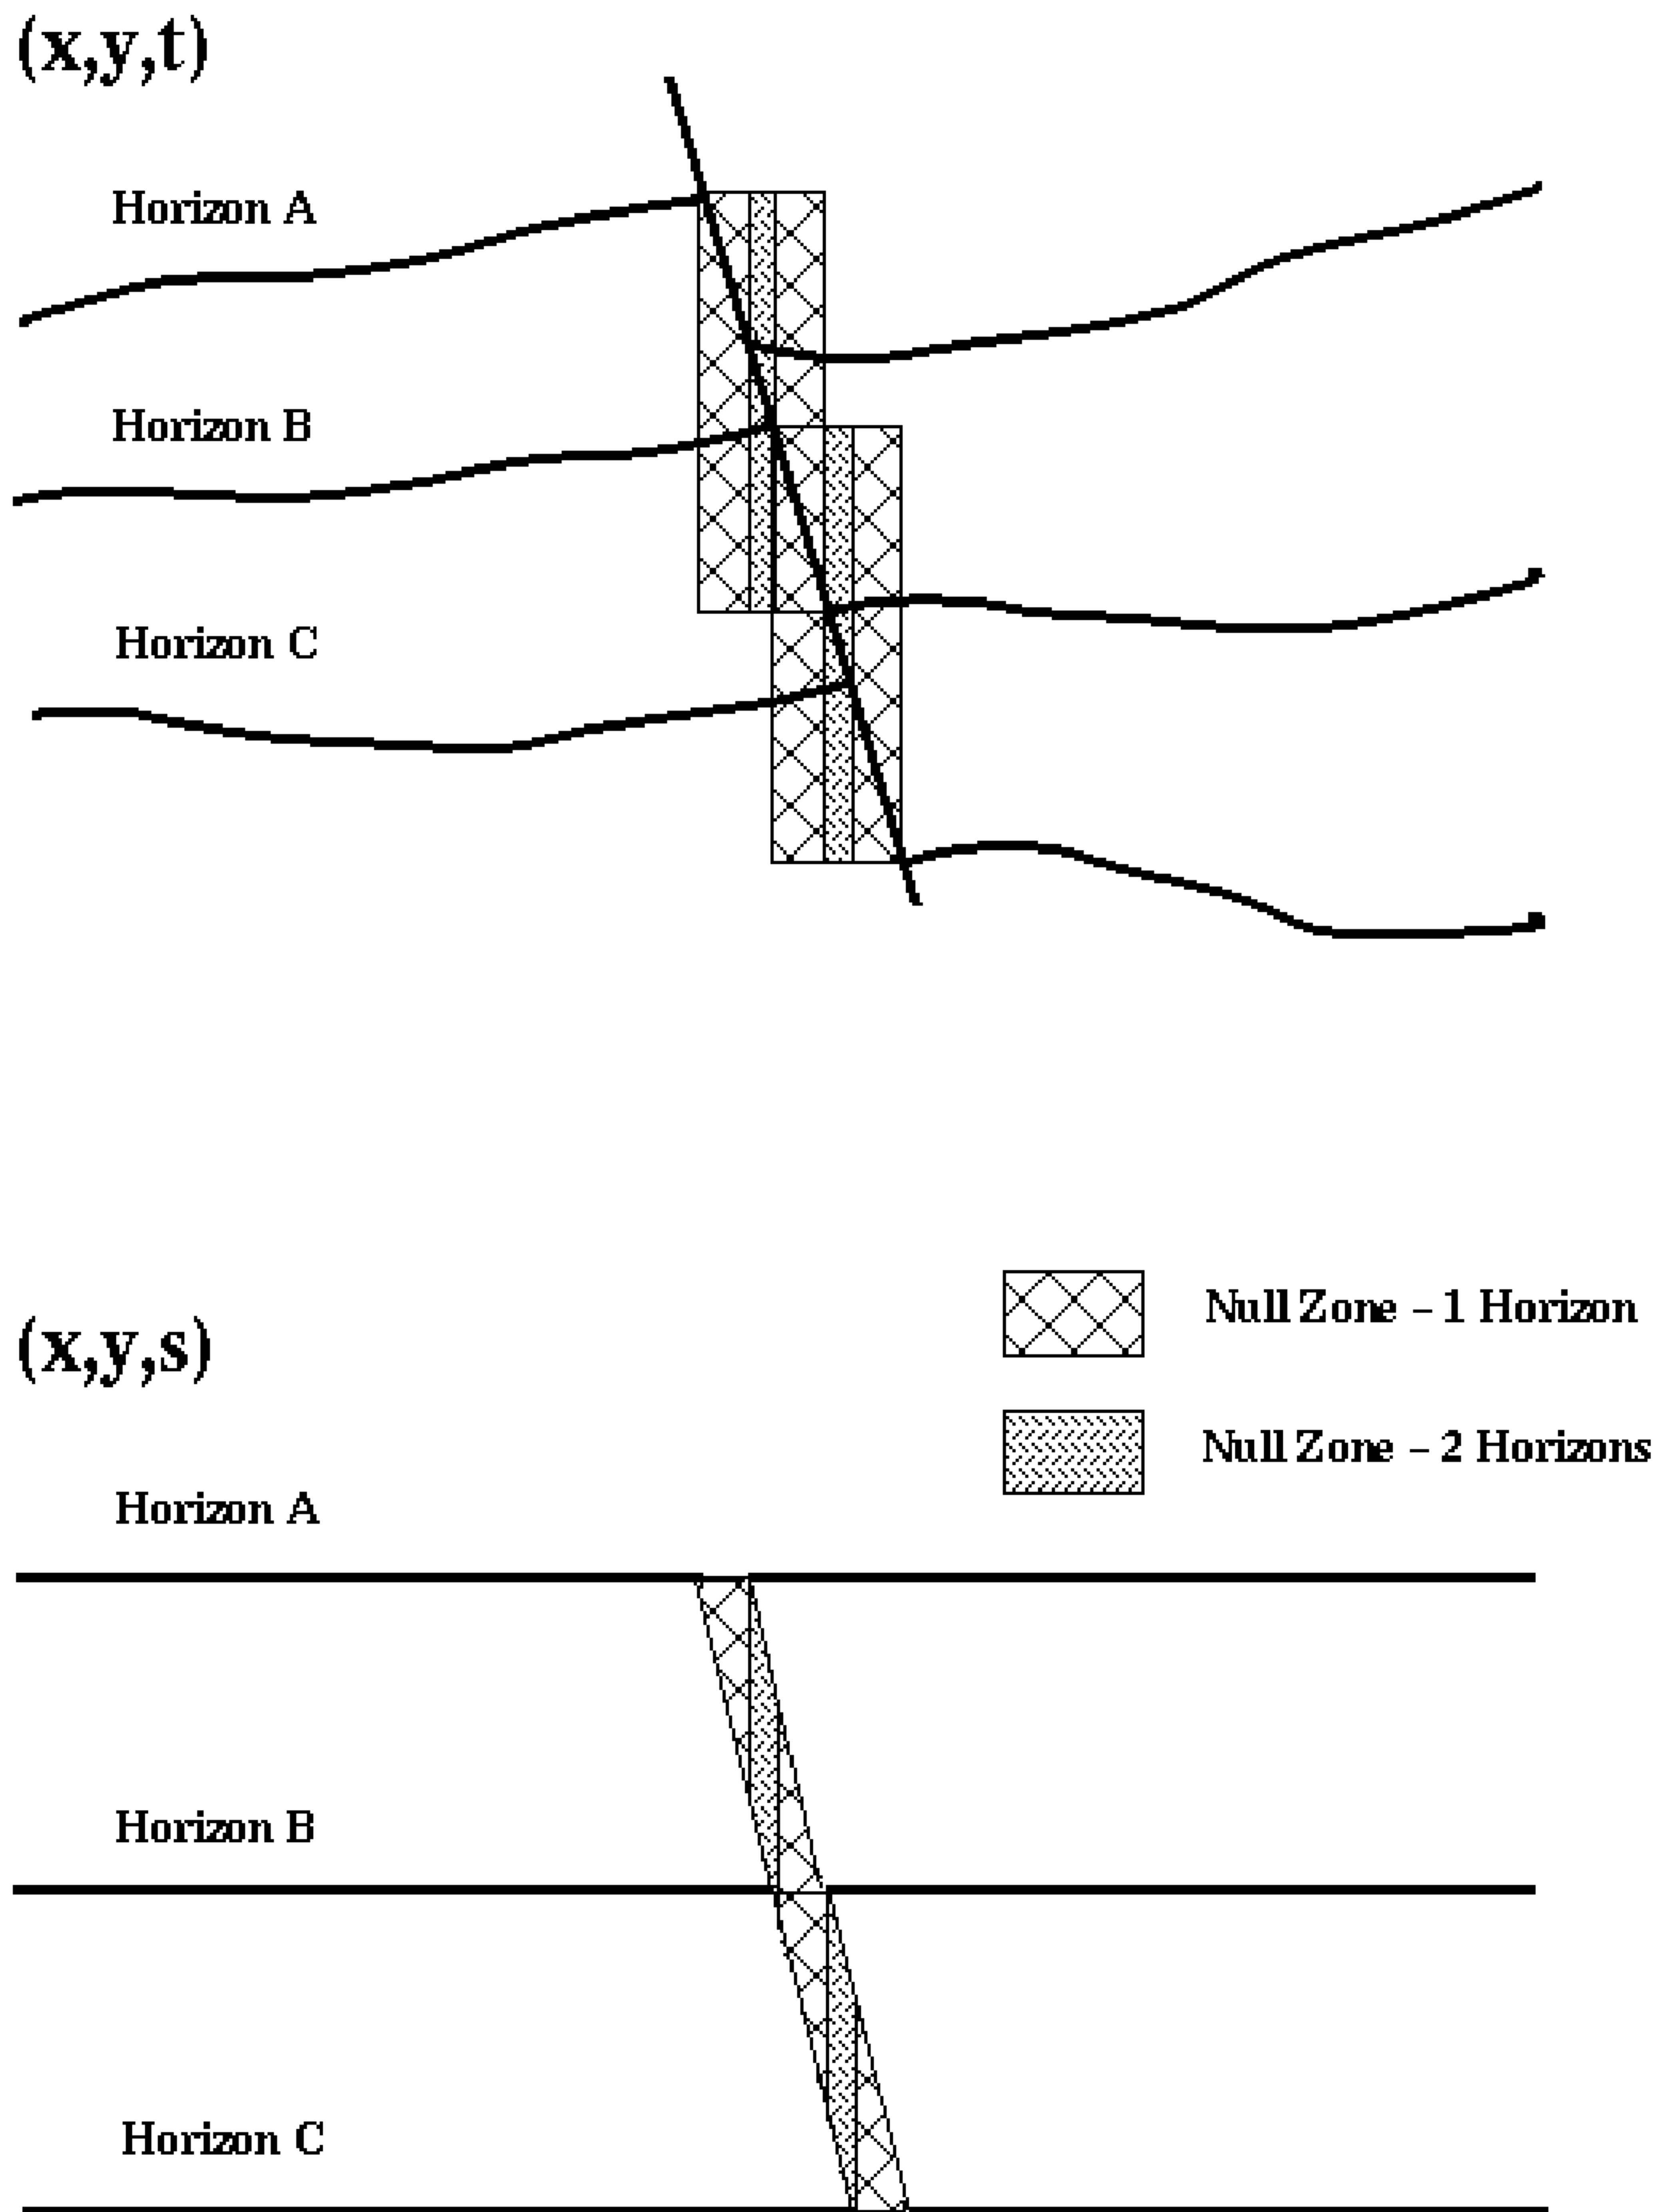 (x,y,t)
Horizon A
Horizon B
Horizon C
(x,y,s)
Null Zone – 1 Horizon
Null Zone – 2 Horizons
Horizon A
Horizon B
Horizon C